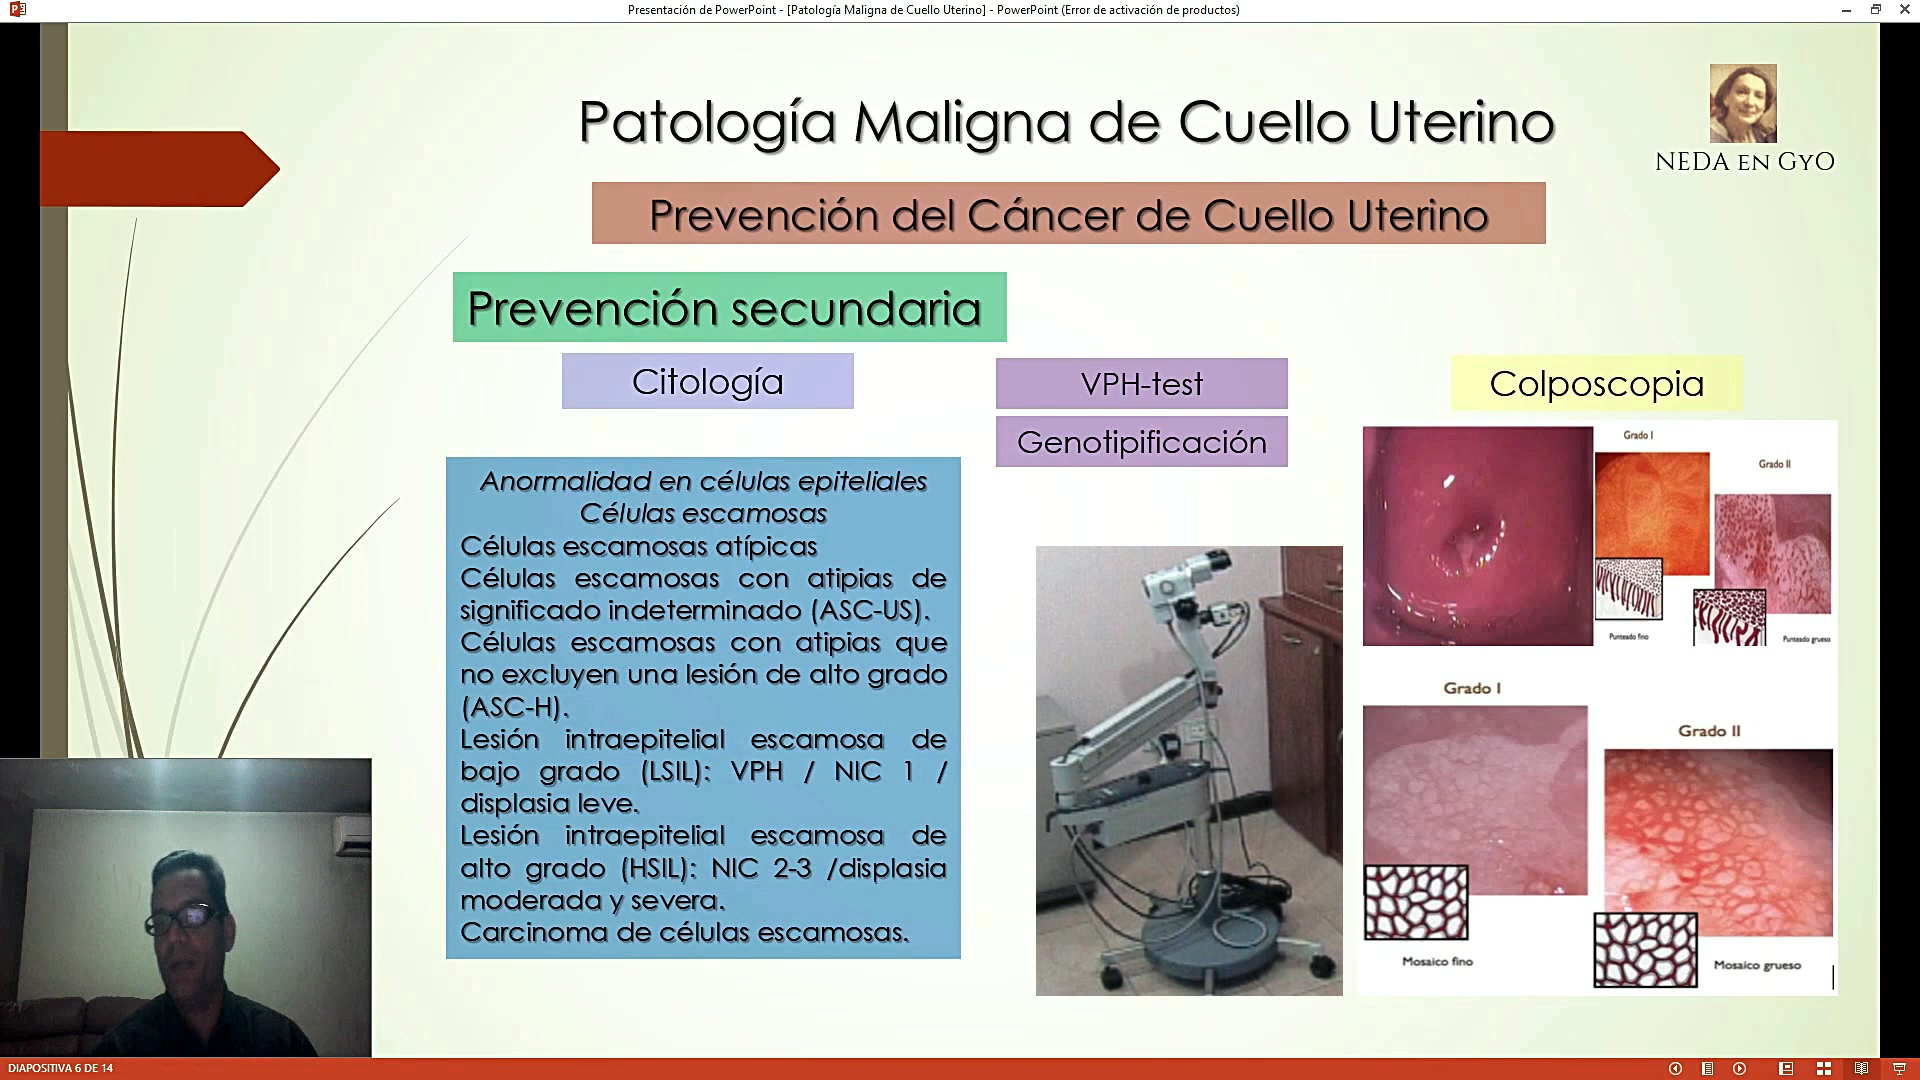 Presentación de PowerPoint - [Patología Maligna de Cuello Uterino] - PowerPoint (Error de activación de productos)
Patología Maligna de Cuello Uterino
NEDA EN GYO
Prevención del Cáncer de Cuello Uterino
Prevención secundaria
Citología
VPH-test
Genotipificación
Colposcopia
Anormalidad en células epiteliales
Células escamosas
Células escamosas atípicas
Células escamosas con atipias de
significado indeterminado (ASC-US).
Células escamosas con atipias que
no excluyen una lesión de alto grado
(ASC-H).
Lesión intraepitelial escamosa de
bajo grado (LSIL): VPH / NIC 1 /
displasia leve.
Lesión intraepitelial escamosa de
alto grado (HSIL): NIC 2-3 /displasia
moderada y severa.
Carcinoma de células escamosas.
Grado I
Grado II
Punteado fino
Punteado grueso
Grado I
Grado II
Mosaico fino
Mosaico grueso
DIAPOSITIVA 6 DE 14